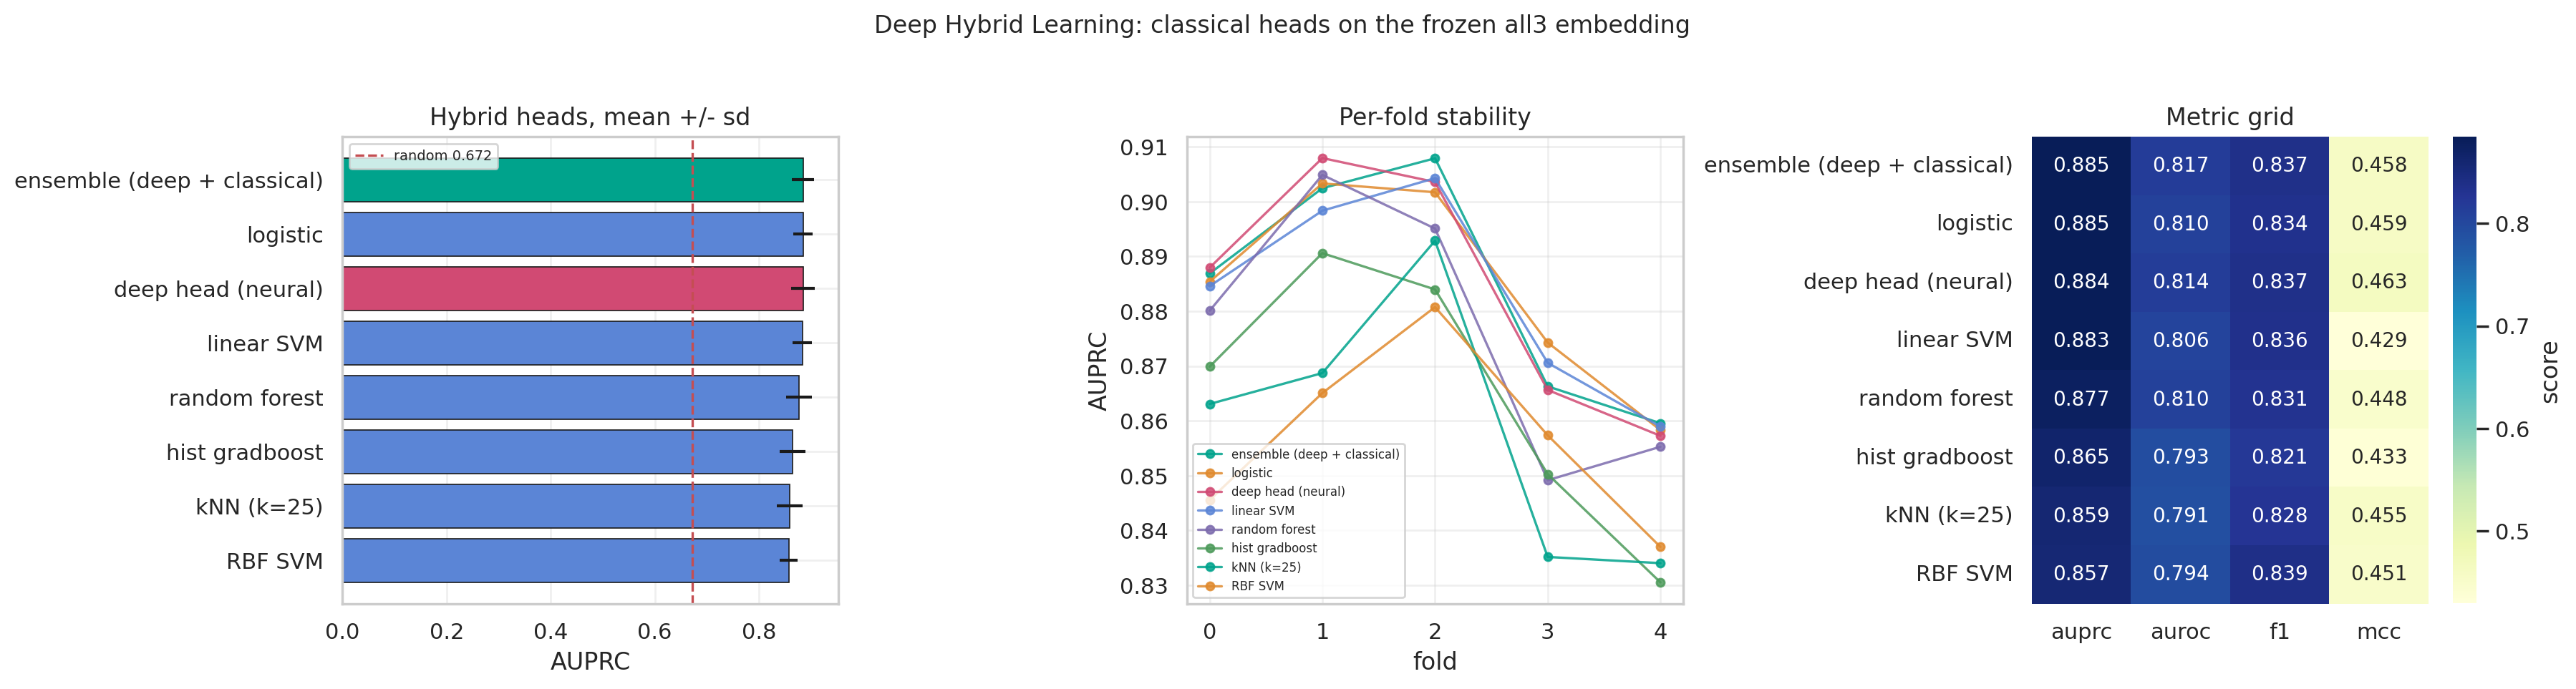 Deep Hybrid Learning: classical heads on the frozen all3 embedding
Hybrid heads, mean +/- sd
random 0.672
ensemble (deep + classical)
logistic
deep head (neural)
linear SVM
random forest
hist gradboost
kNN (k=25)
RBF SVM
0.0 0.2 0.4 0.6 0.8
AUPRC
Per-fold stability
AUPRC
0.91
0.90
0.89
0.88
0.87
0.86
0.85
0.84
0.83
ensemble (deep + classical)
logistic
deep head (neural)
linear SVM
random forest
hist gradboost
kNN (k=25)
RBF SVM
0 1 2 3 4
fold
Metric grid
ensemble (deep + classical) 0.885 0.817 0.837 0.458
logistic 0.885 0.810 0.834 0.459
deep head (neural) 0.884 0.814 0.837 0.463
linear SVM 0.883 0.806 0.836 0.429
random forest 0.877 0.810 0.831 0.448
hist gradboost 0.865 0.793 0.821 0.433
kNN (k=25) 0.859 0.791 0.828 0.455
RBF SVM 0.857 0.794 0.839 0.451
auprc auroc f1 mcc
0.8
0.7
0.6
0.5
score